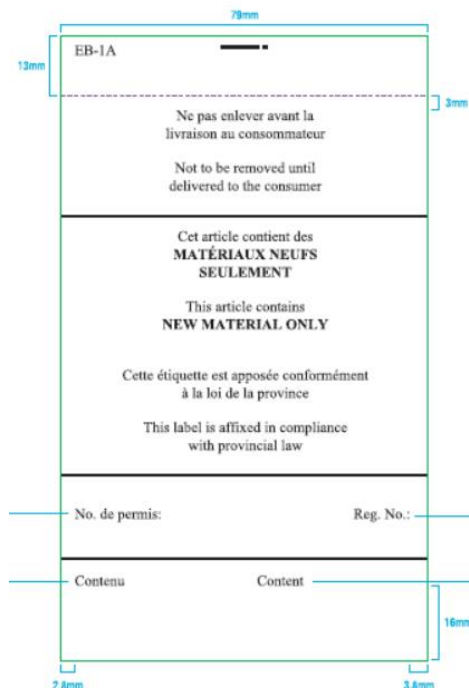 79mm
13mm
EB-1A
3mm
Ne pas enlever avant la
livraison au consommateur
Not to be removed until
delivered to the consumer
Cet article contient des
MATÉRIAUX NEUFS
SEULEMENT
This article contains
NEW MATERIAL ONLY
Cette étiquette est apposée conformément
à la loi de la province
This label is affixed in compliance
with provincial law
No. de permis: Reg. No.:
Contenu Content
16mm
2.8mm 3.8mm